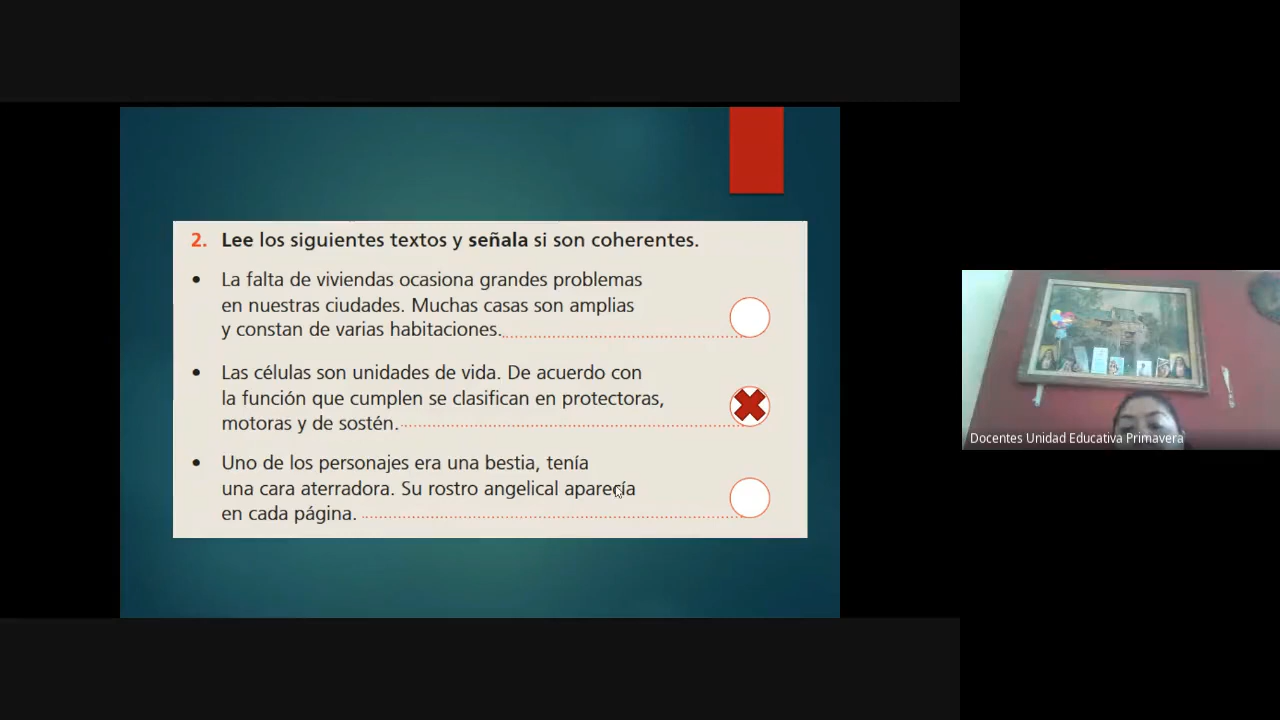 2. Lee los siguientes textos y señala si son coherentes.
• La falta de viviendas ocasiona grandes problemas
en nuestras ciudades. Muchas casas son amplias
y constan de varias habitaciones.
• Las células son unidades de vida. De acuerdo con
la función que cumplen se clasifican en protectoras,
motoras y de sostén.
• Uno de los personajes era una bestia, tenía
una cara aterradora. Su rostro angelical aparecía
en cada página.
Docentes Unidad Educativa Primavera